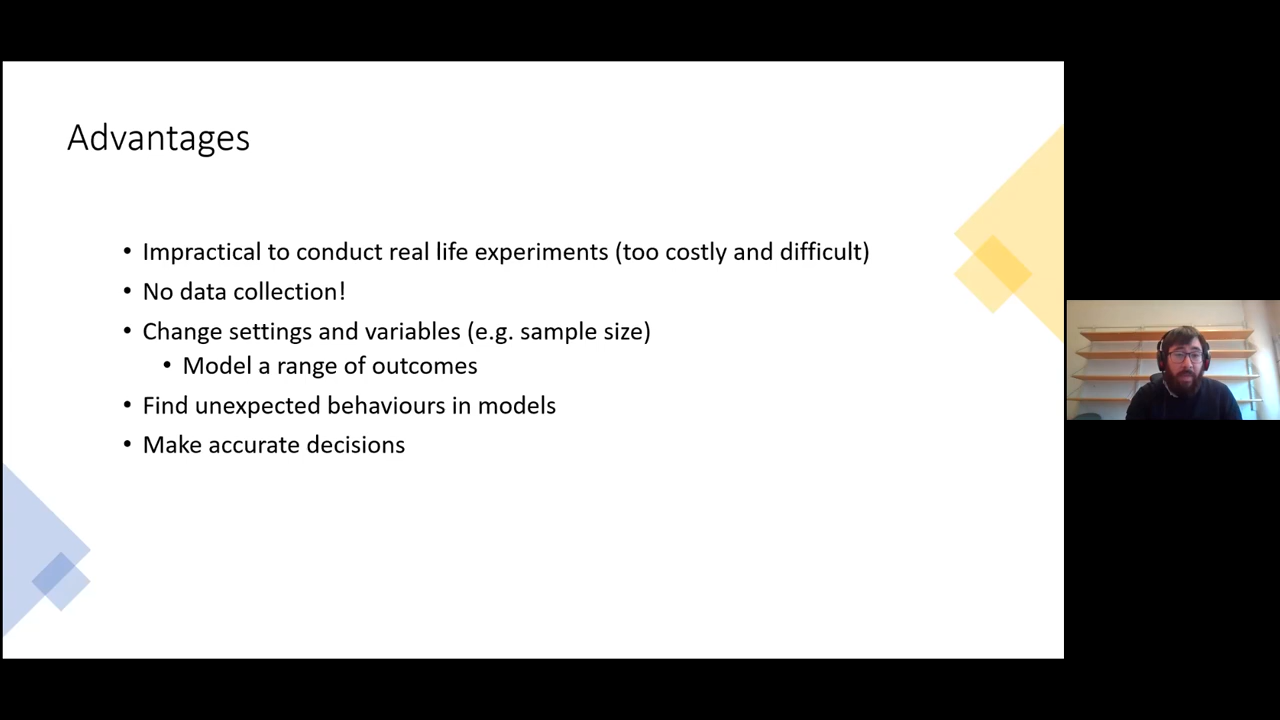 Advantages
• Impractical to conduct real life experiments (too costly and difficult)
• No data collection!
• Change settings and variables (e.g. sample size)
• Model a range of outcomes
• Find unexpected behaviours in models
• Make accurate decisions